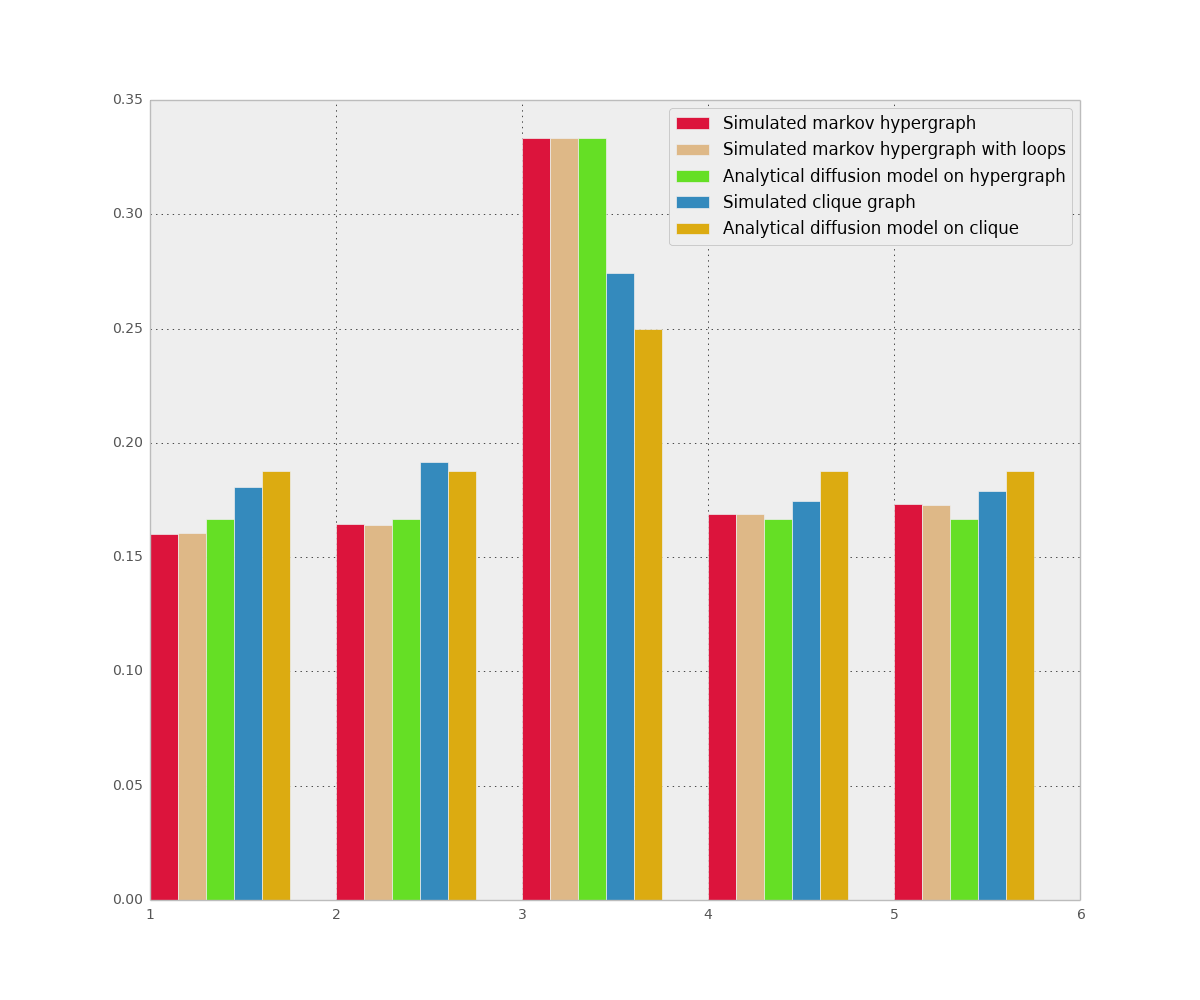 0.35
0.30
0.25
0.20
0.15
0.10
0.05
0.00
1 2 3 4 5 6
Simulated markov hypergraph
Simulated markov hypergraph with loops
Analytical diffusion model on hypergraph
Simulated clique graph
Analytical diffusion model on clique